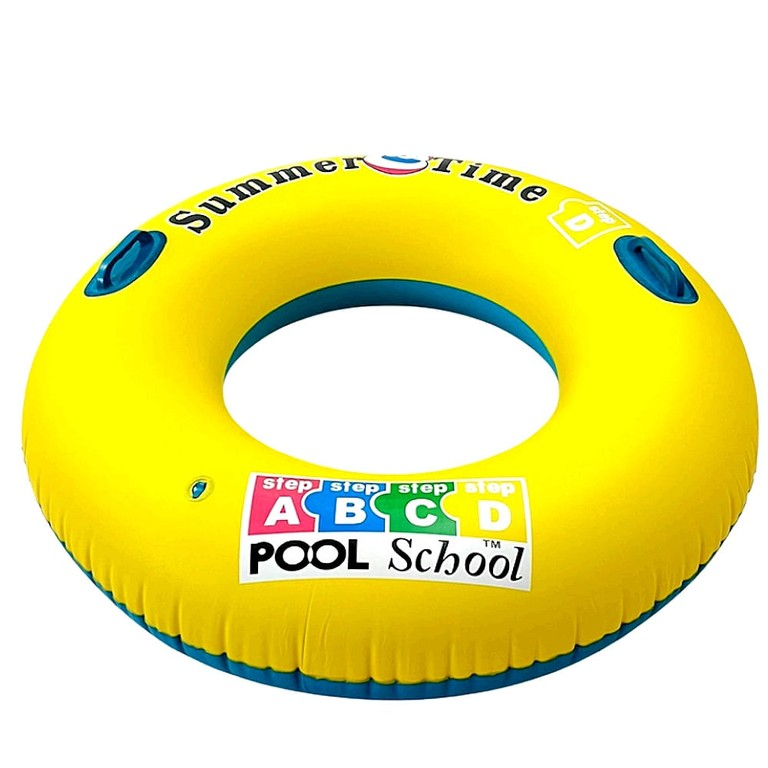 Summer Time
step
D
step step step step
A B C D
POOL School™